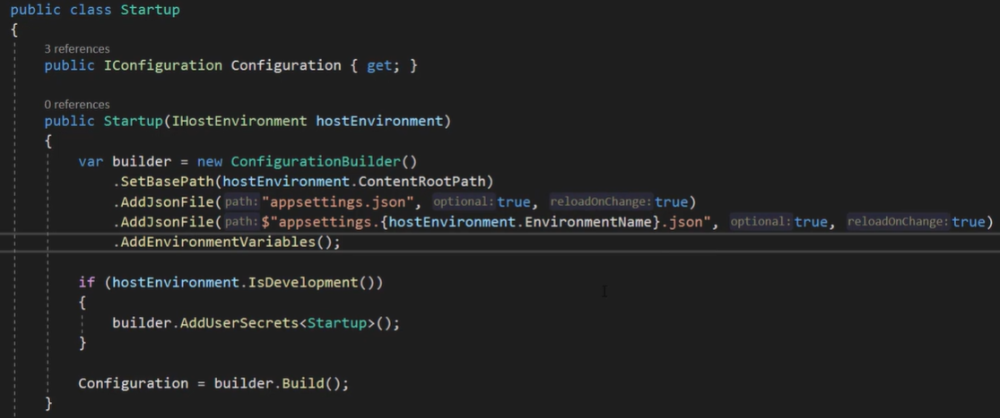 public class Startup
{
3 references
public IConfiguration Configuration { get; }
0 references
public Startup(IHostEnvironment hostEnvironment)
{
var builder = new ConfigurationBuilder()
.SetBasePath(hostEnvironment.ContentRootPath)
.AddJsonFile( path: "appsettings.json", optional: true, reloadOnChange: true)
.AddJsonFile( path: $"appsettings.{hostEnvironment.EnvironmentName}.json", optional: true, reloadOnChange: true)
.AddEnvironmentVariables();
if (hostEnvironment.IsDevelopment())
{
builder.AddUserSecrets<Startup>();
}
Configuration = builder.Build();
}